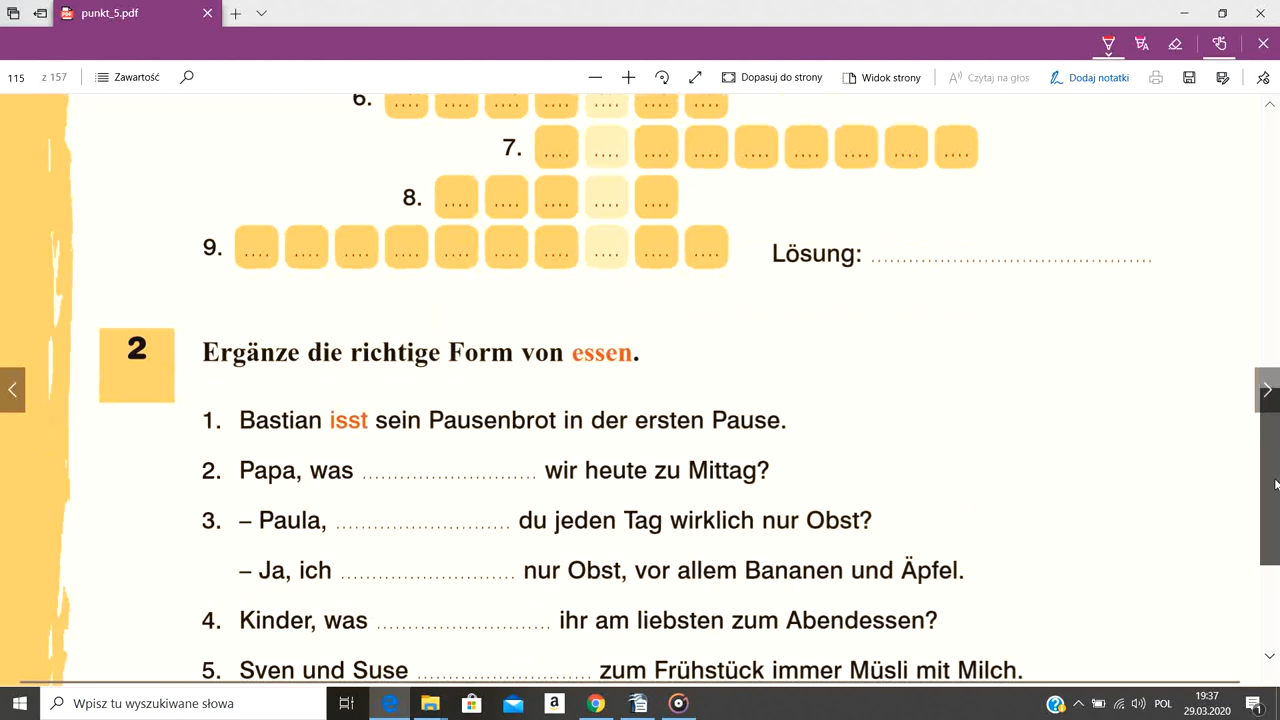 punkt_5.pdf
115 z 157 Zawartość Dopasuj do strony Widok strony Czytaj na głos Dodaj notatki
6. .... .... .... .... .... .... ....
7. .... .... .... .... .... .... .... .... ....
8. .... .... .... .... ....
9. .... .... .... .... .... .... .... .... .... .... Lösung: ............................................
2 Ergänze die richtige Form von essen.
1. Bastian isst sein Pausenbrot in der ersten Pause.
2. Papa, was ........................... wir heute zu Mittag?
3. – Paula, ........................... du jeden Tag wirklich nur Obst?
– Ja, ich ........................... nur Obst, vor allem Bananen und Äpfel.
4. Kinder, was ........................... ihr am liebsten zum Abendessen?
5. Sven und Suse ........................... zum Frühstück immer Müsli mit Milch.
Wpisz tu wyszukiwane słowa
POL
19:37
29.03.2020
1